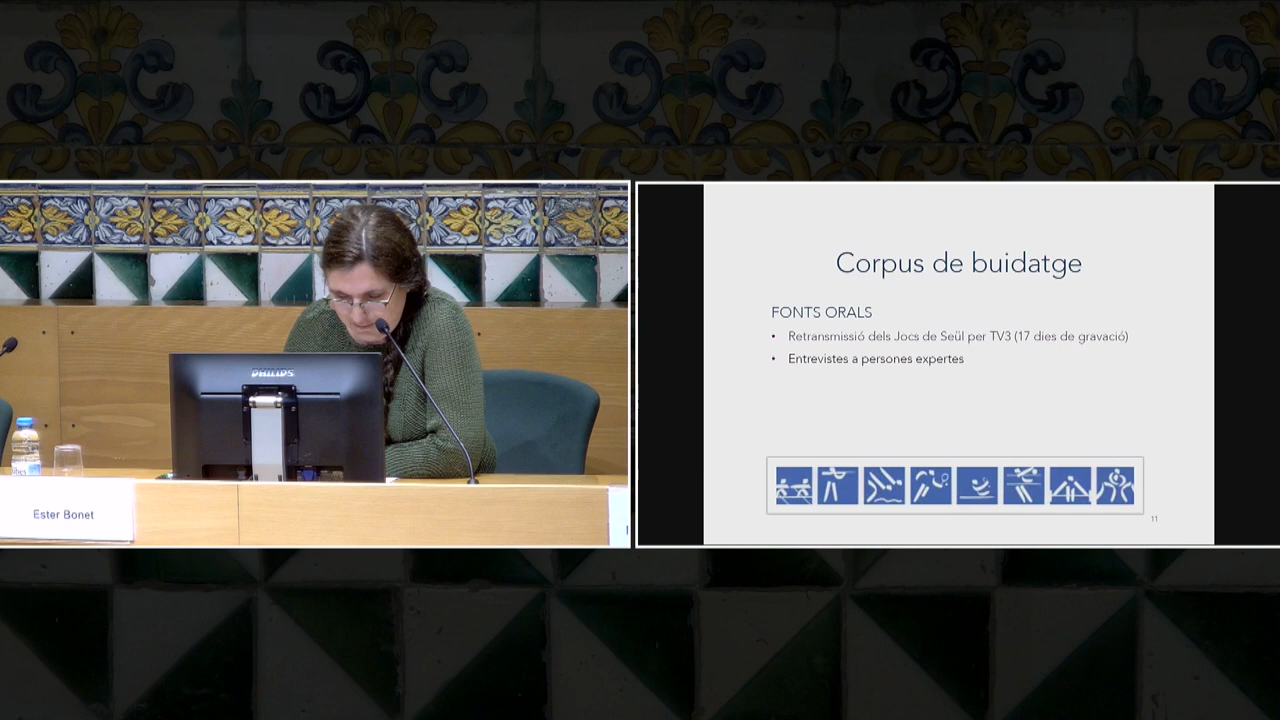 PHILIPS
Ester Bonet
Corpus de buidatge
FONTS ORALS
• Retransmissió dels Jocs de Seül per TV3 (17 dies de gravació)
• Entrevistes a persones expertes
11